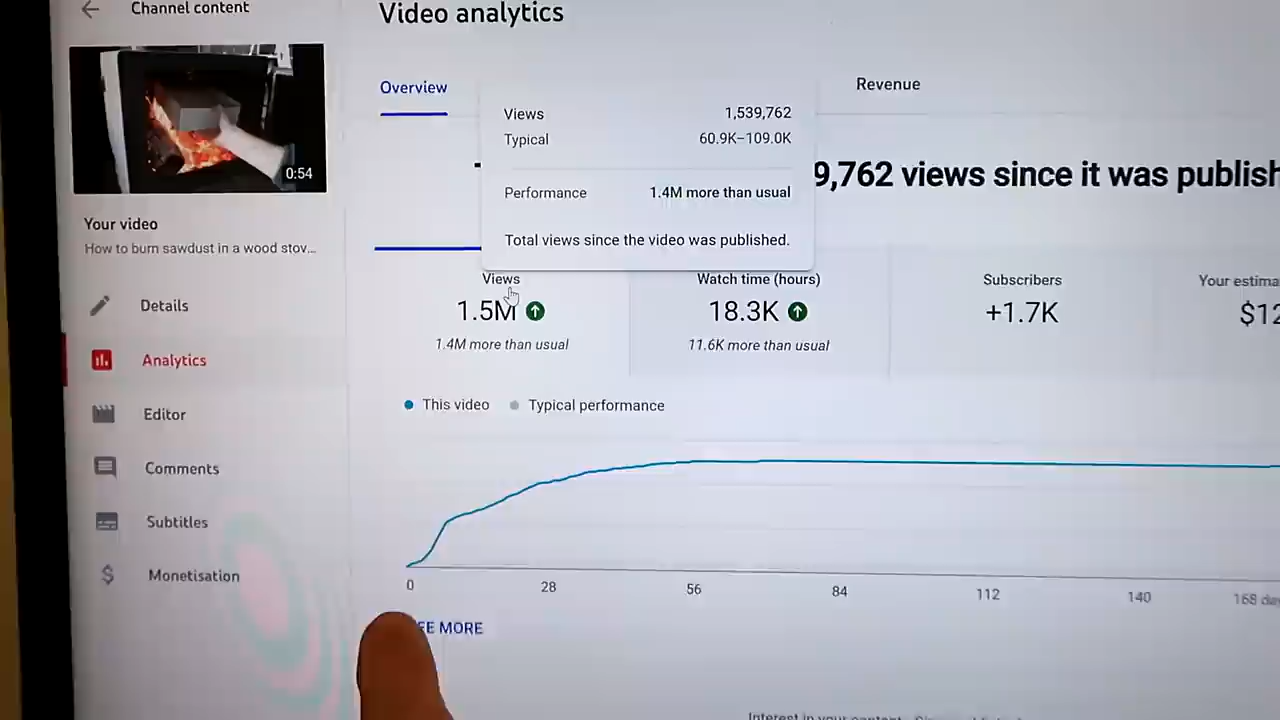 Channel content
Video analytics
0:54
Your video
How to burn sawdust in a wood stov...
Details
Analytics
Editor
Comments
Subtitles
Monetisation
Overview
Revenue
Views 1,539,762
Typical 60.9K–109.0K
Performance 1.4M more than usual
Total views since the video was published.
9,762 views since it was publish
Views
1.5M
1.4M more than usual
Watch time (hours)
18.3K
11.6K more than usual
Subscribers
+1.7K
Your estima
$12
This video
Typical performance
0 28 56 84 112 140 168 da
EE MORE